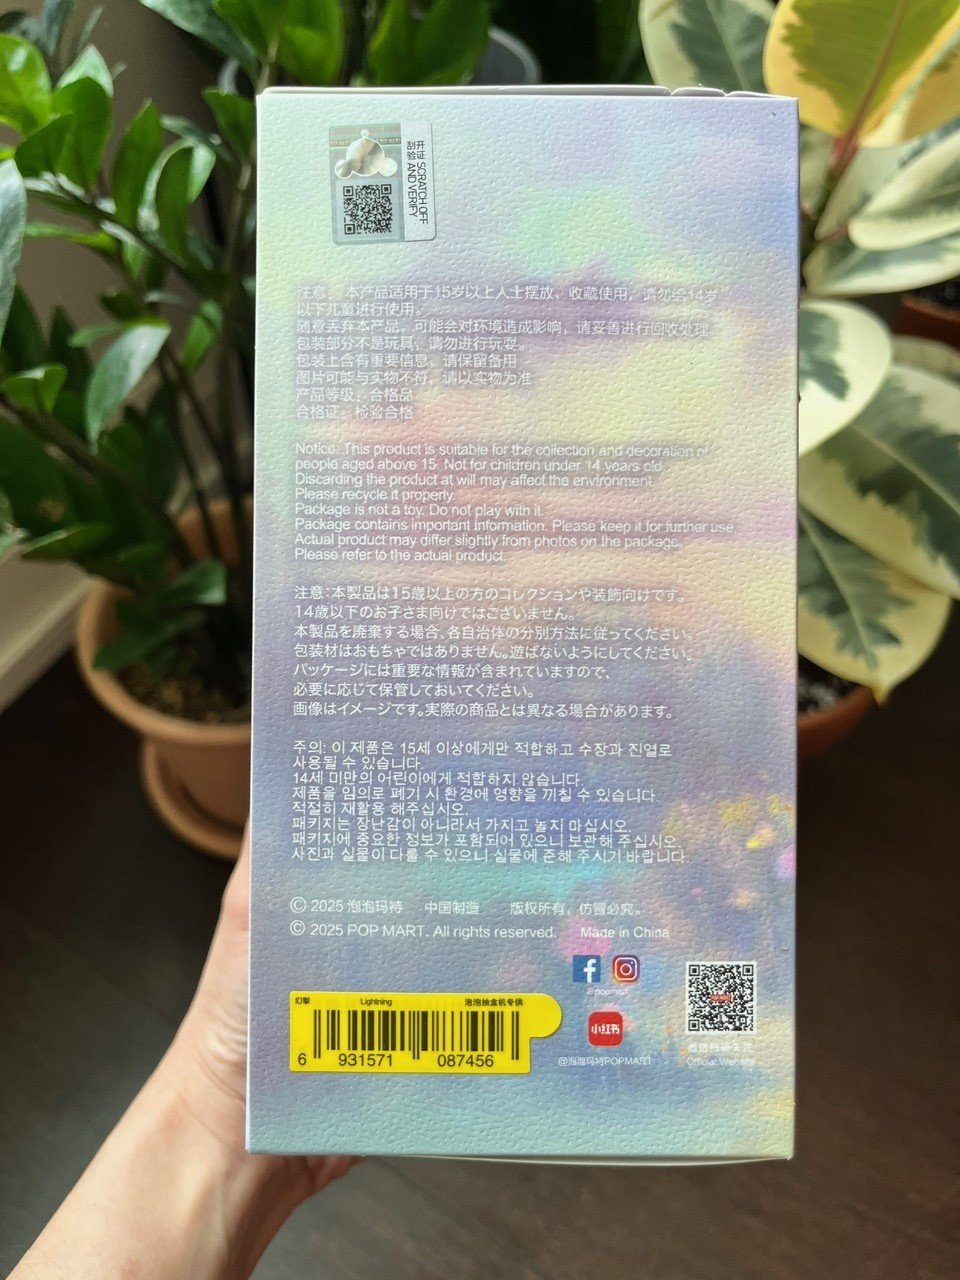 刮开
验证
SCRATCH OFF
AND VERIFY
注意: 本产品适用于15岁以上人士摆放，收藏使用，请勿给14岁
以下儿童进行使用。
随意丢弃本产品，可能会对环境造成影响，请妥善进行回收处理
包装部分不是玩具，请勿进行玩耍。
包装上含有重要信息，请保留备用
图片可能与实物不符，请以实物为准
产品等级：合格品
合格证：检验合格
Notice: This product is suitable for the collection and decoration of
people aged above 15. Not for children under 14 years old.
Discarding the product at will may affect the environment.
Please recycle it properly.
Package is not a toy. Do not play with it.
Package contains important information. Please keep it for further use
Actual product may differ slightly from photos on the package.
Please refer to the actual product.
注意：本製品は15歳以上の方のコレクションや装飾向けです。
14歳以下のお子さま向けではございません。
本製品を廃棄する場合、各自治体の分別方法に従ってください。
包装材はおもちゃではありません。遊ばないようにしてください。
パッケージには重要な情報が含まれていますので、
必要に応じて保管しておいてください。
画像はイメージです。実際の商品とは異なる場合があります。
주의: 이 제품은 15세 이상에게만 적합하고 수장과 진열로
사용될 수 있습니다.
14세 미만의 어린이에게 적합하지 않습니다.
제품을 임의로 폐기 시 환경에 영향을 끼칠 수 있습니다.
적절히 재활용 해주십시오.
패키지는 장난감이 아니라서 가지고 놀지 마십시오.
패키지에 중요한 정보가 포함되어 있으니 보관해 주십시오.
사진과 실물이 다를 수 있으니 실물에 준해 주시기 바랍니다.
© 2025 泡泡玛特 中国制造 版权所有，仿冒必究。
© 2025 POP MART. All rights reserved. Made in China
@popmart
小红书
@泡泡玛特POPMART
Official Website
幻擎 Lightning 泡泡抽盒机专供
6 931571 087456